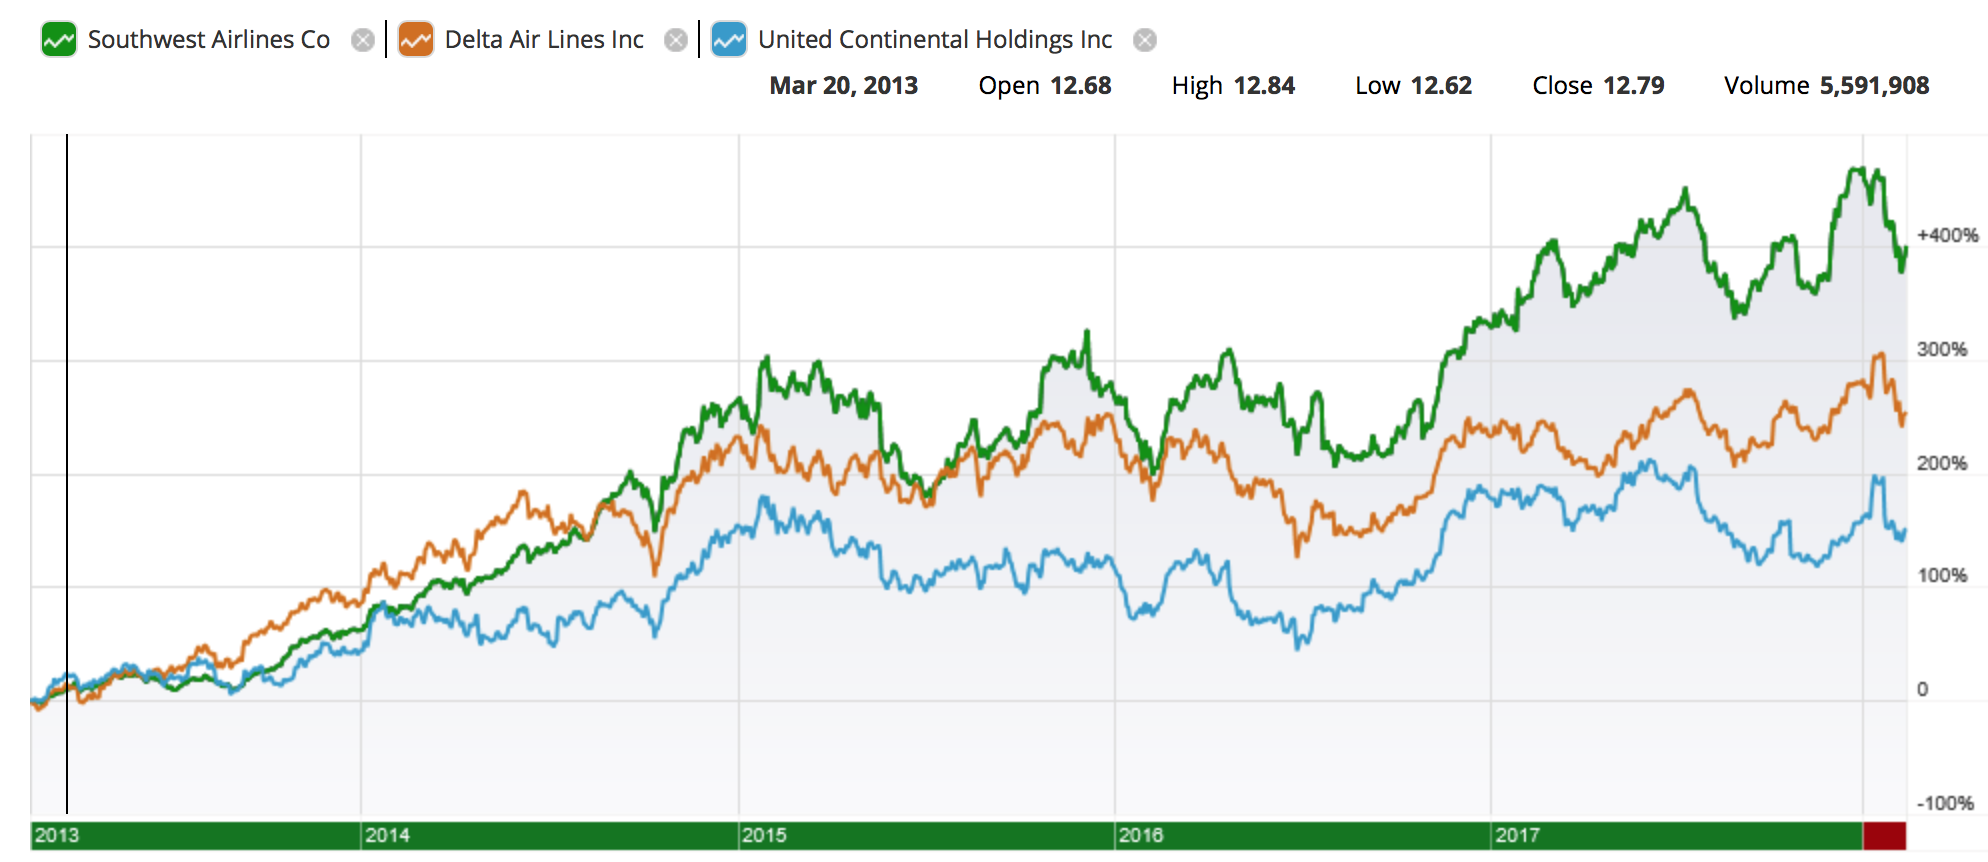 Southwest Airlines Co Delta Air Lines Inc United Continental Holdings Inc
Mar 20, 2013 Open 12.68 High 12.84 Low 12.62 Close 12.79 Volume 5,591,908
+400%
300%
200%
100%
0
-100%
2013 2014 2015 2016 2017